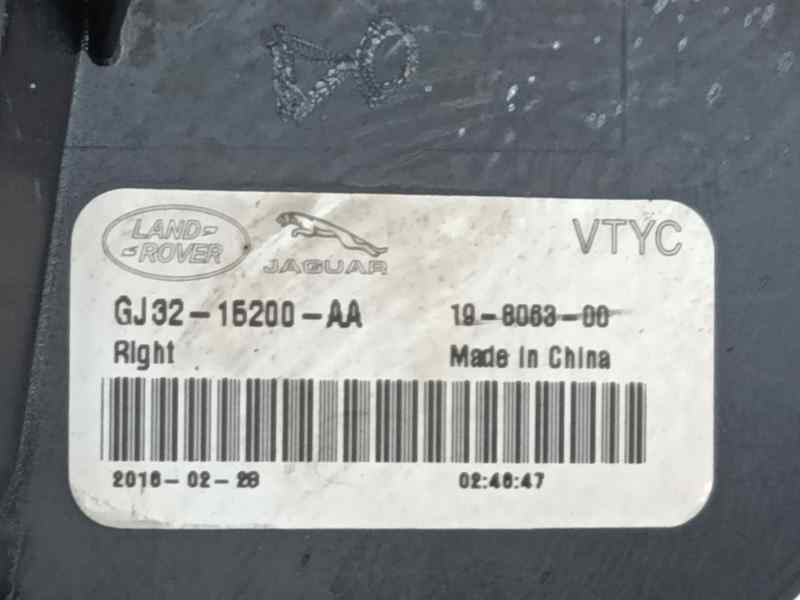 LAND-
ROVER
JAGUAR
VTYC
GJ32-15200-AA
19-8063-00
Right
Made in China
2016-02-28
02:46:47